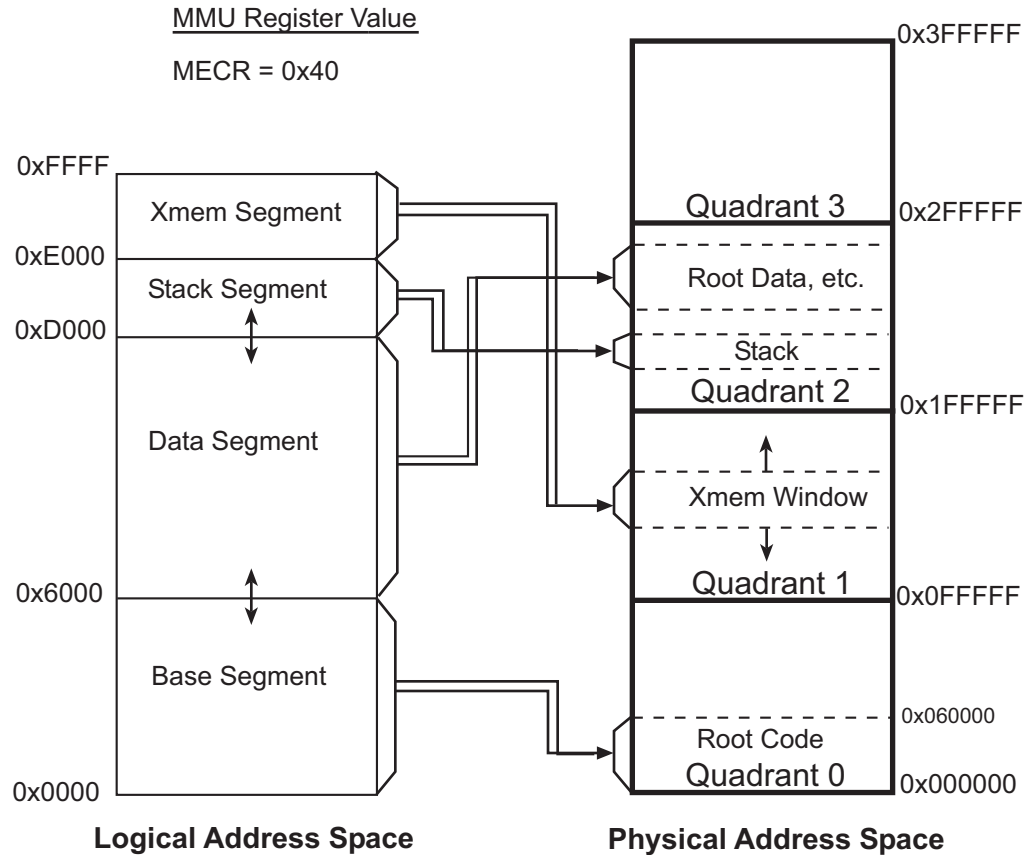 MMU Register Value
MECR = 0x40
0xFFFF
Xmem Segment
0xE000
Stack Segment
0xD000
Data Segment
0x6000
Base Segment
0x0000
Logical Address Space
0x3FFFFF
Quadrant 3
0x2FFFFF
Root Data, etc.
Stack
Quadrant 2
0x1FFFFF
Xmem Window
Quadrant 1
0x0FFFFF
0x060000
Root Code
Quadrant 0
0x000000
Physical Address Space